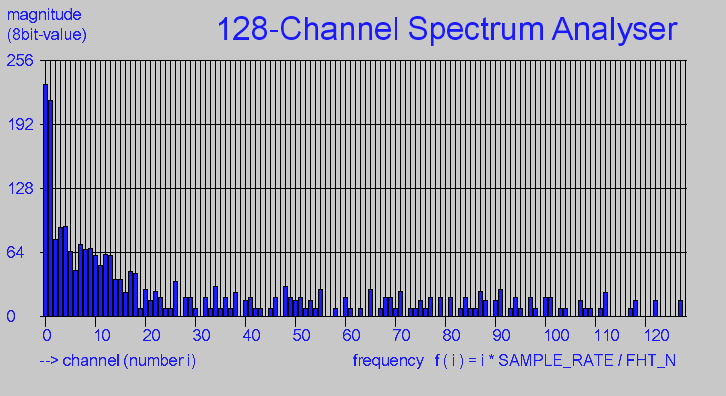 magnitude
(8bit-value)
128-Channel Spectrum Analyser
256
192
128
64
0
0 10 20 30 40 50 60 70 80 90 100 110 120
--> channel (number i) frequency f ( i ) = i * SAMPLE_RATE / FHT_N